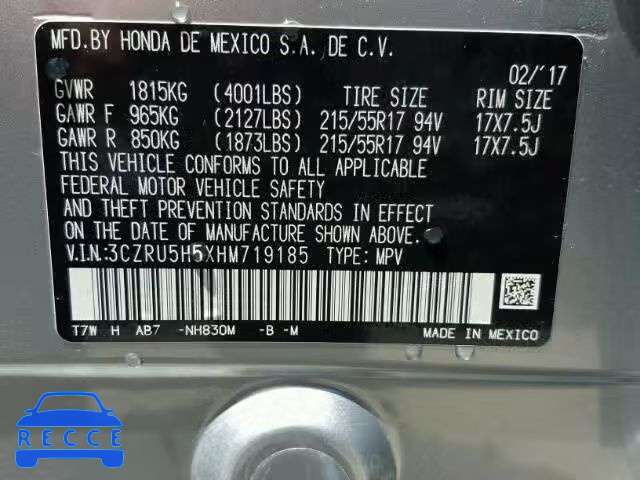 MFD.BY HONDA DE MEXICO S.A. DE C.V.
02/'17
GVWR 1815KG (4001LBS) TIRE SIZE RIM SIZE
GAWR F 965KG (2127LBS) 215/55R17 94V 17X7.5J
GAWR R 850KG (1873LBS) 215/55R17 94V 17X7.5J
THIS VEHICLE CONFORMS TO ALL APPLICABLE
FEDERAL MOTOR VEHICLE SAFETY
AND THEFT PREVENTION STANDARDS IN EFFECT
ON THE DATE OF MANUFACTURE SHOWN ABOVE.
V.I.N:3CZRU5H5XHM719185 TYPE:MPV
T7W H AB7 -NH830M -B -M MADE IN MEXICO
RECCE